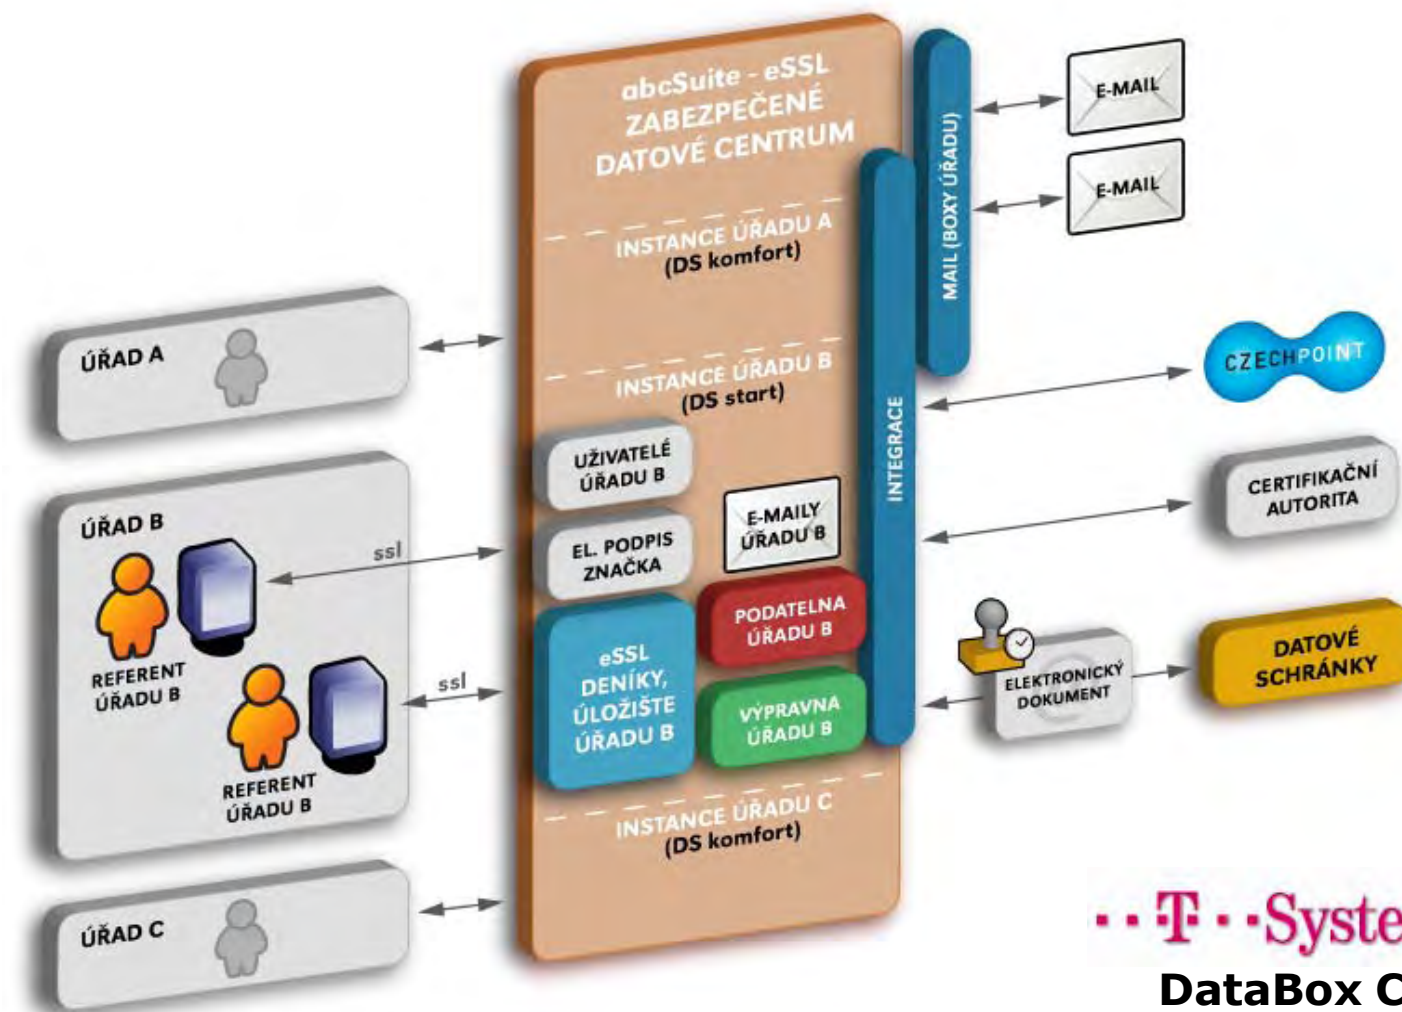 abcSuite - eSSL
ZABEZPEČENÉ
DATOVÉ CENTRUM
INSTANCE ÚŘADU A
(DS komfort)
INSTANCE ÚŘADU B
(DS start)
UŽIVATELÉ
ÚŘADU B
EL. PODPIS
ZNAČKA
E-MAILY
ÚŘADU B
eSSL
DENÍKY,
ÚLOŽIŠTE
ÚŘADU B
PODATELNA
ÚŘADU B
VÝPRAVNA
ÚŘADU B
INSTANCE ÚŘADU C
(DS komfort)
INTEGRACE
MAIL (BOXY ÚŘADU)
E-MAIL
E-MAIL
CZECHPOINT
CERTIFIKAČNÍ
AUTORITA
ELEKTRONICKÝ
DOKUMENT
DATOVÉ
SCHRÁNKY
ÚŘAD A
ÚŘAD B
ssl
REFERENT
ÚŘADU B
ssl
REFERENT
ÚŘADU B
ÚŘAD C
··T··Syste
DataBox C